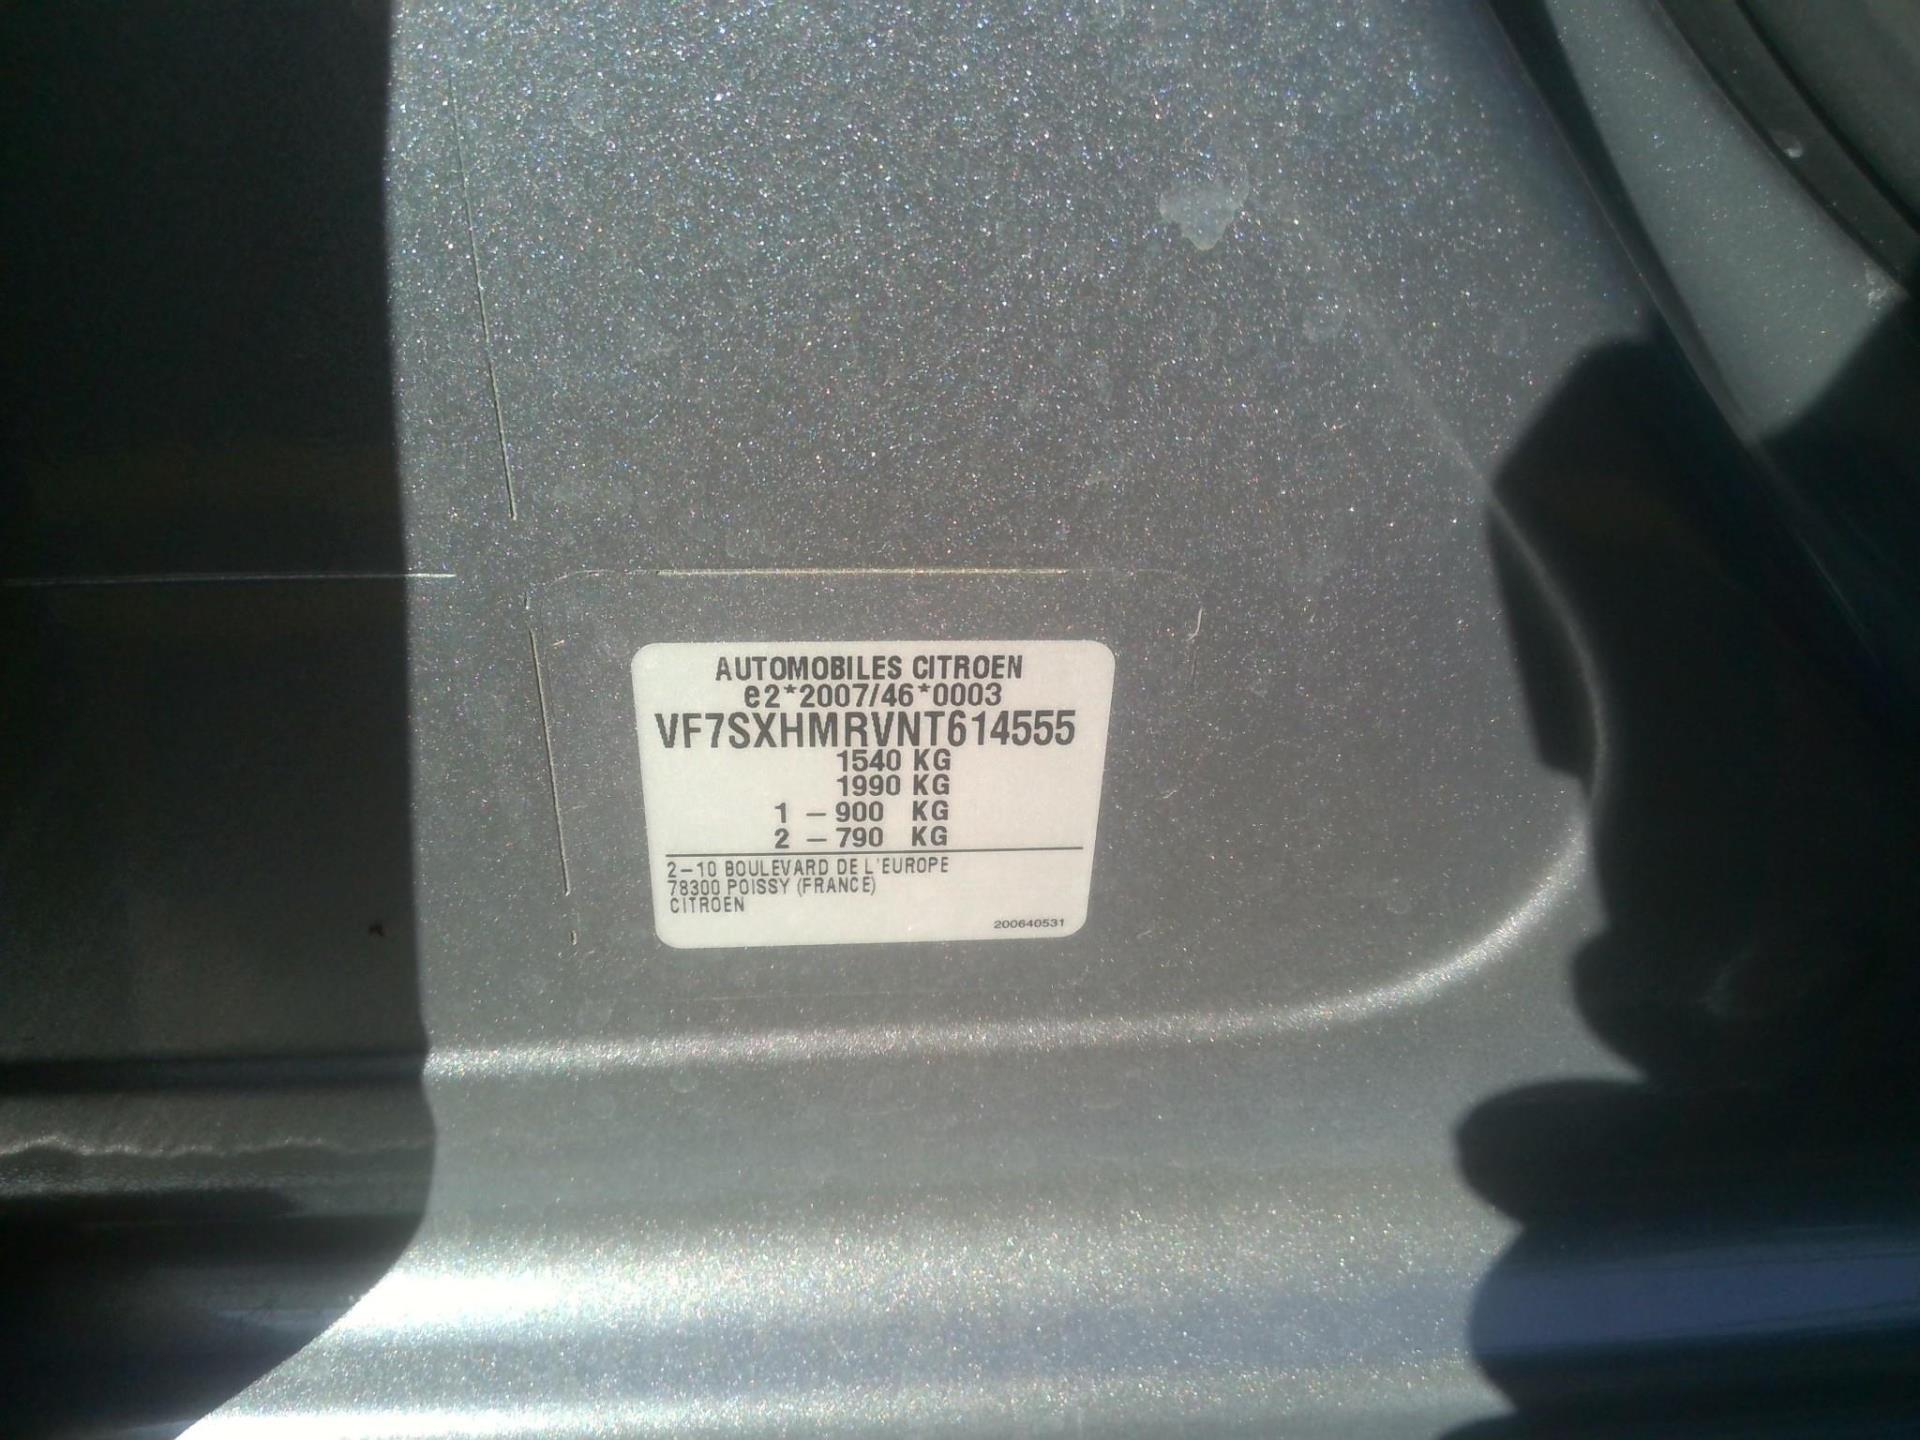 AUTOMOBILES CITROEN
e2*2007/46*0003
VF7SXHMRVNT614555
1540 KG
1990 KG
1 - 900 KG
2 - 790 KG
2-10 BOULEVARD DE L'EUROPE
78300 POISSY (FRANCE)
CITROEN
200640531